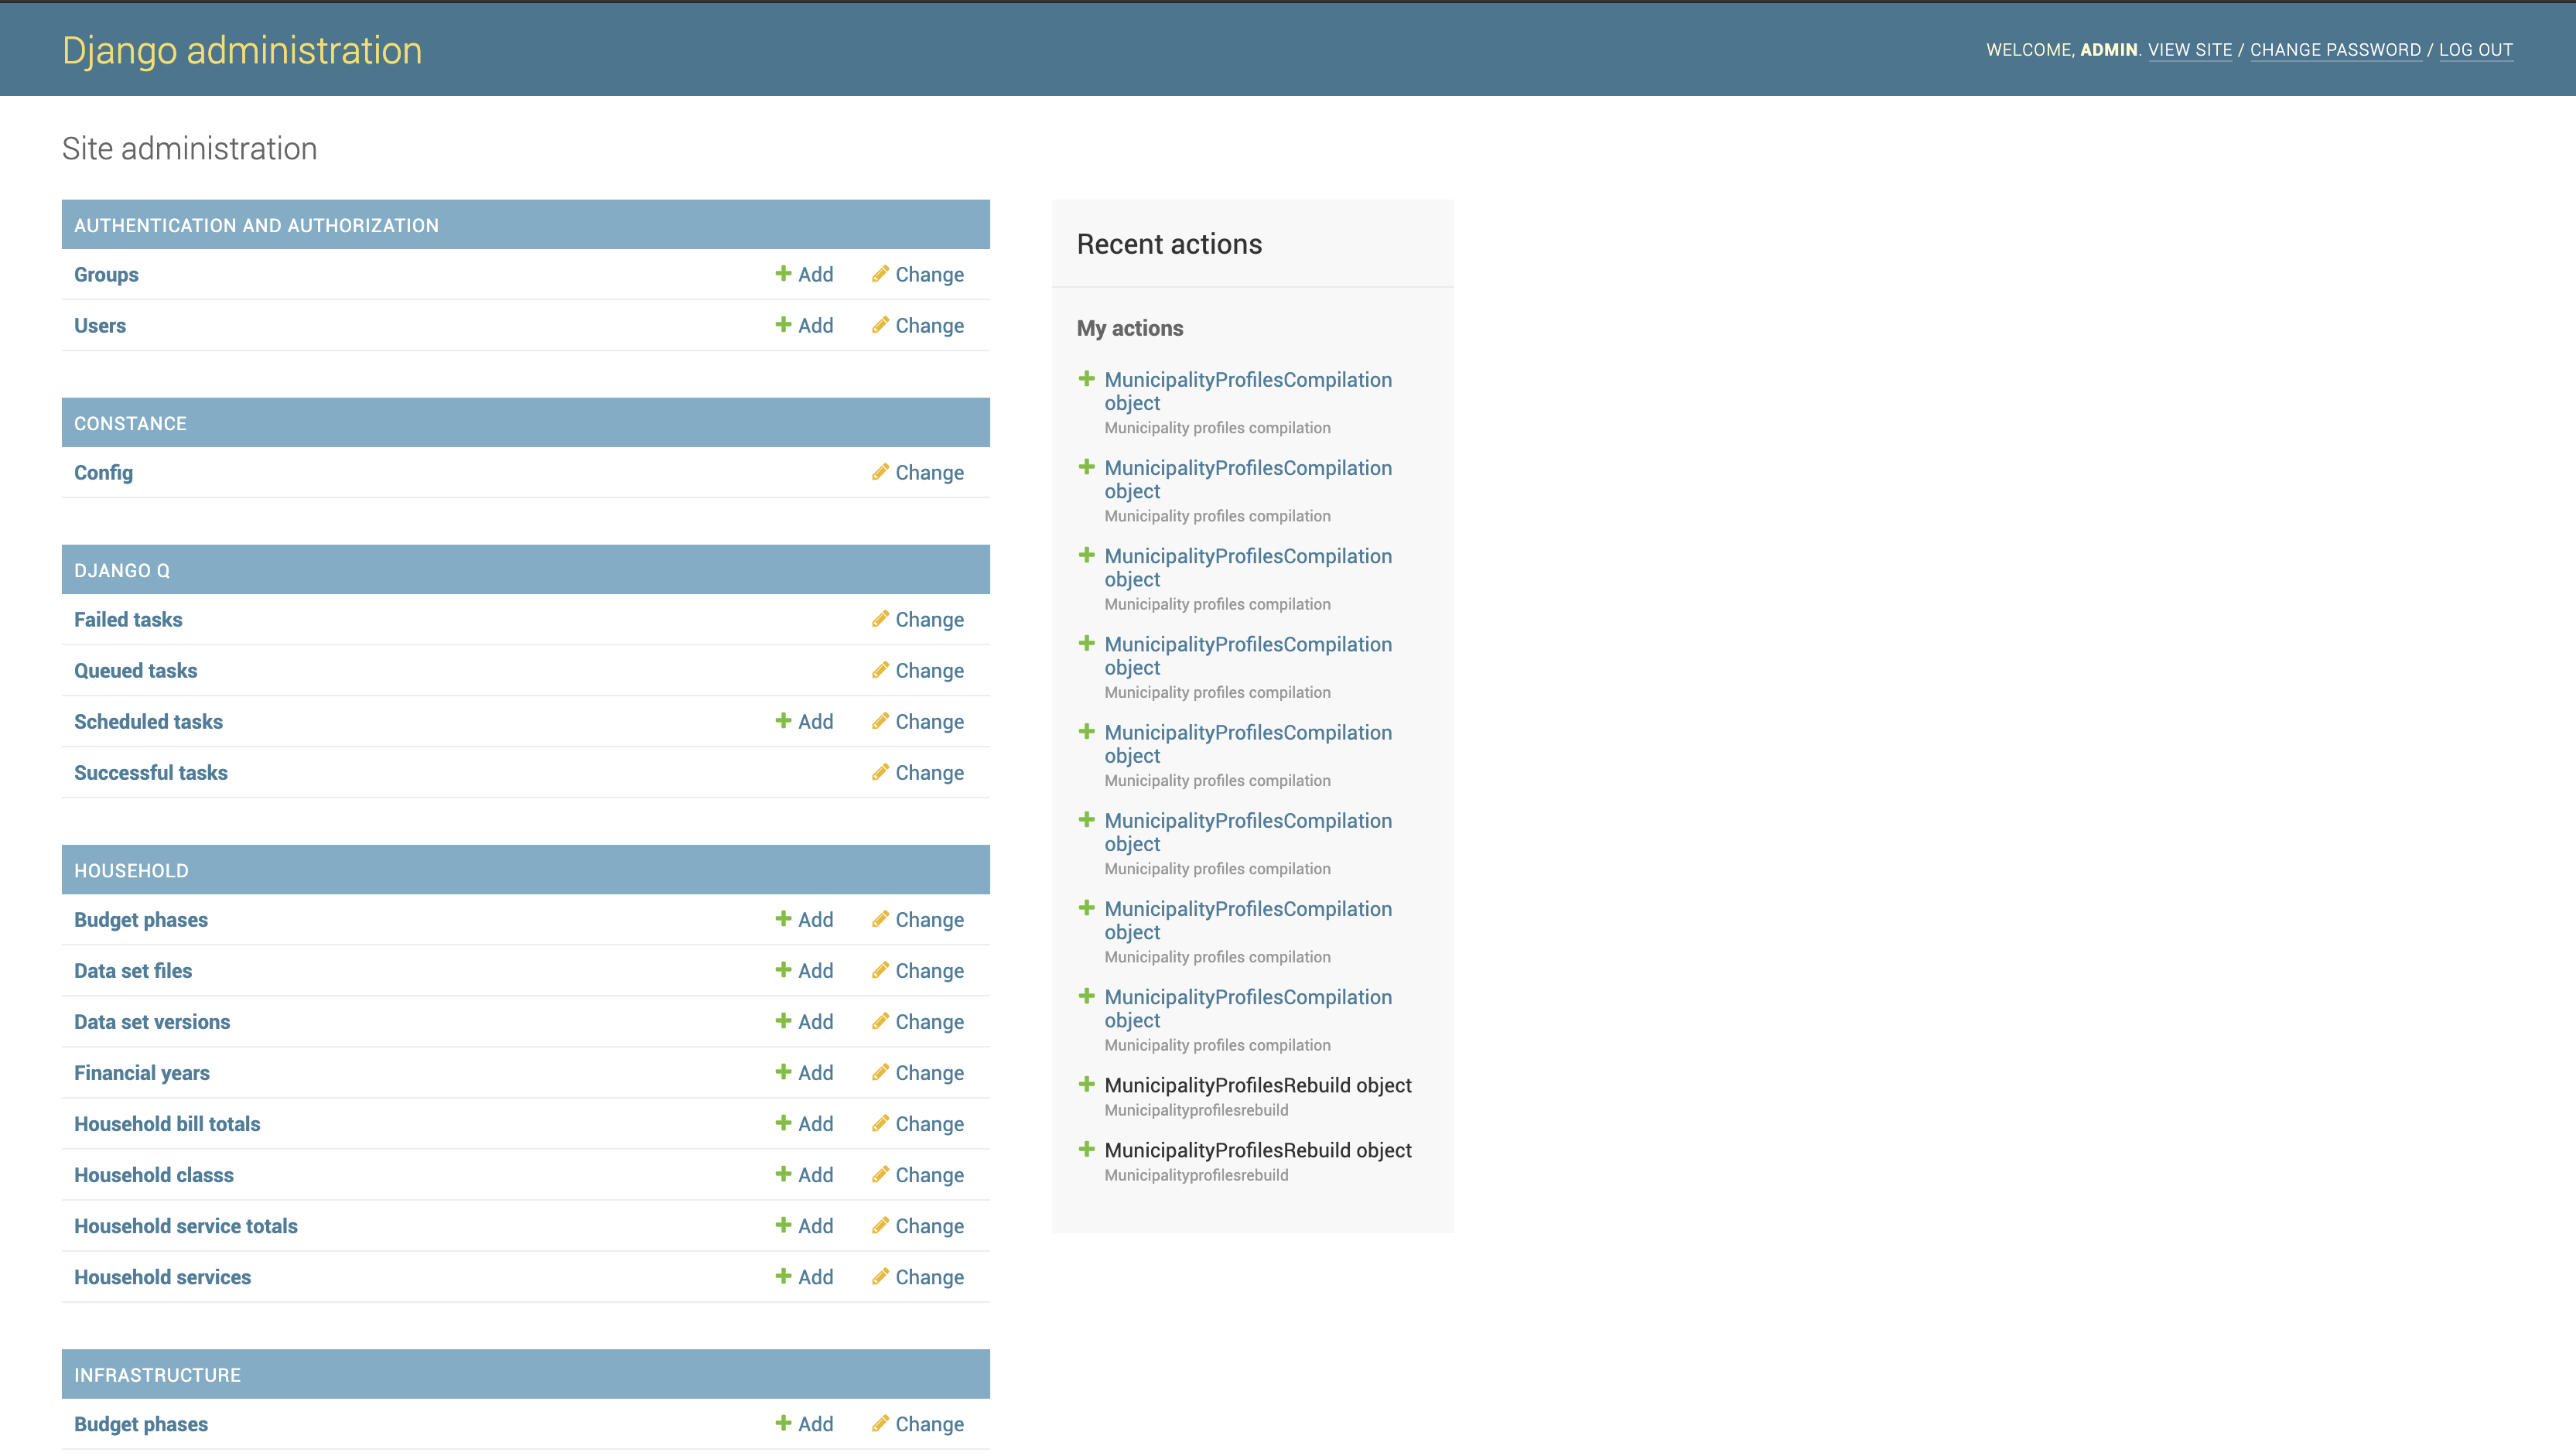 Django administration
WELCOME, ADMIN. VIEW SITE / CHANGE PASSWORD / LOG OUT
Site administration
AUTHENTICATION AND AUTHORIZATION
Groups Add Change
Users Add Change
CONSTANCE
Config Change
DJANGO Q
Failed tasks Change
Queued tasks Change
Scheduled tasks Add Change
Successful tasks Change
HOUSEHOLD
Budget phases Add Change
Data set files Add Change
Data set versions Add Change
Financial years Add Change
Household bill totals Add Change
Household classs Add Change
Household service totals Add Change
Household services Add Change
INFRASTRUCTURE
Budget phases Add Change
Recent actions
My actions
MunicipalityProfilesCompilation
object
Municipality profiles compilation
MunicipalityProfilesCompilation
object
Municipality profiles compilation
MunicipalityProfilesCompilation
object
Municipality profiles compilation
MunicipalityProfilesCompilation
object
Municipality profiles compilation
MunicipalityProfilesCompilation
object
Municipality profiles compilation
MunicipalityProfilesCompilation
object
Municipality profiles compilation
MunicipalityProfilesCompilation
object
Municipality profiles compilation
MunicipalityProfilesCompilation
object
Municipality profiles compilation
MunicipalityProfilesRebuild object
Municipalityprofilesrebuild
MunicipalityProfilesRebuild object
Municipalityprofilesrebuild